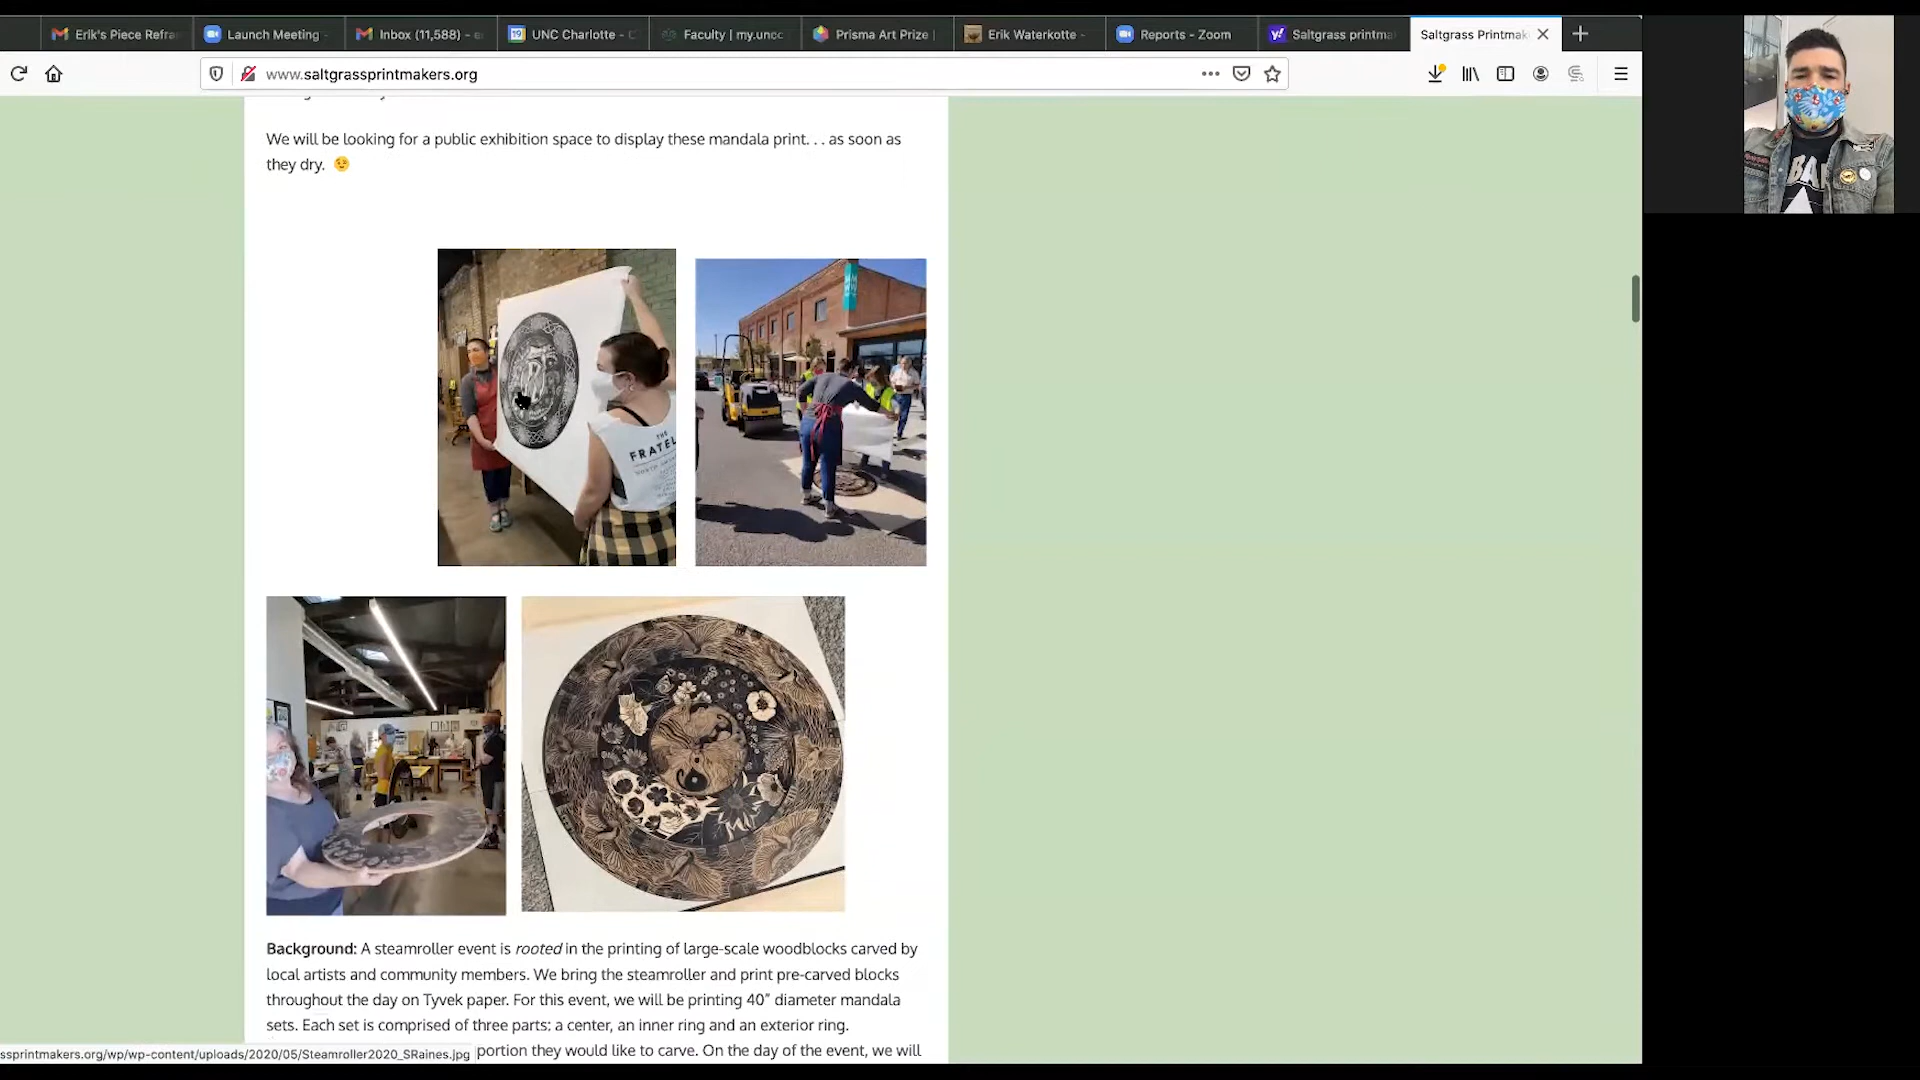 Erik's Piece Refra
Launch Meeting -
Inbox (11,588) -
UNC Charlotte -
Faculty | my.uncc
Prisma Art Prize |
Erik Waterkotte -
Reports - Zoom
Saltgrass printma
Saltgrass Printmak
www.saltgrassprintmakers.org
We will be looking for a public exhibition space to display these mandala print. . . as soon as
they dry. 😉
THE
FRATEL
BAR
Background: A steamroller event is rooted in the printing of large-scale woodblocks carved by
local artists and community members. We bring the steamroller and print pre-carved blocks
throughout the day on Tyvek paper. For this event, we will be printing 40" diameter mandala
sets. Each set is comprised of three parts: a center, an inner ring and an exterior ring.
portion they would like to carve. On the day of the event, we will
ssprintmakers.org/wp/wp-content/uploads/2020/05/Steamroller2020_SRaines.jpg